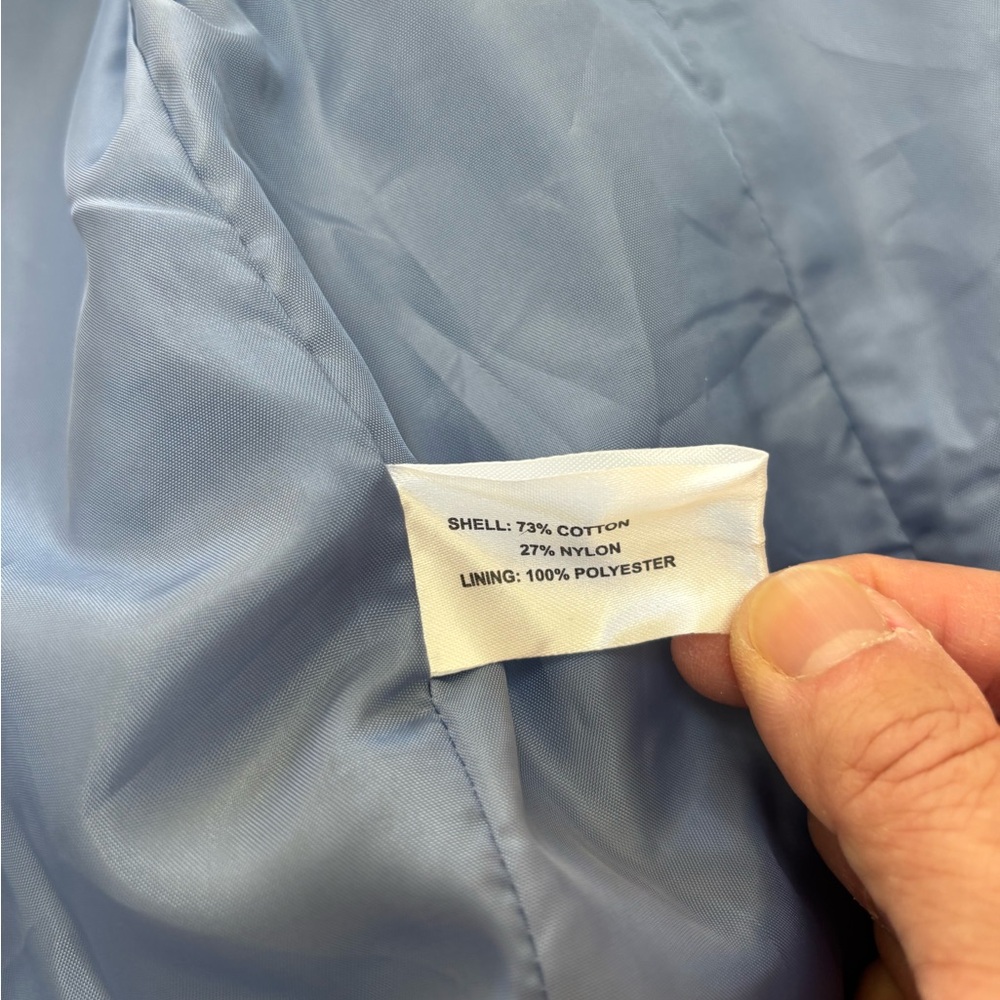 SHELL: 73% COTTON
27% NYLON
LINING: 100% POLYESTER